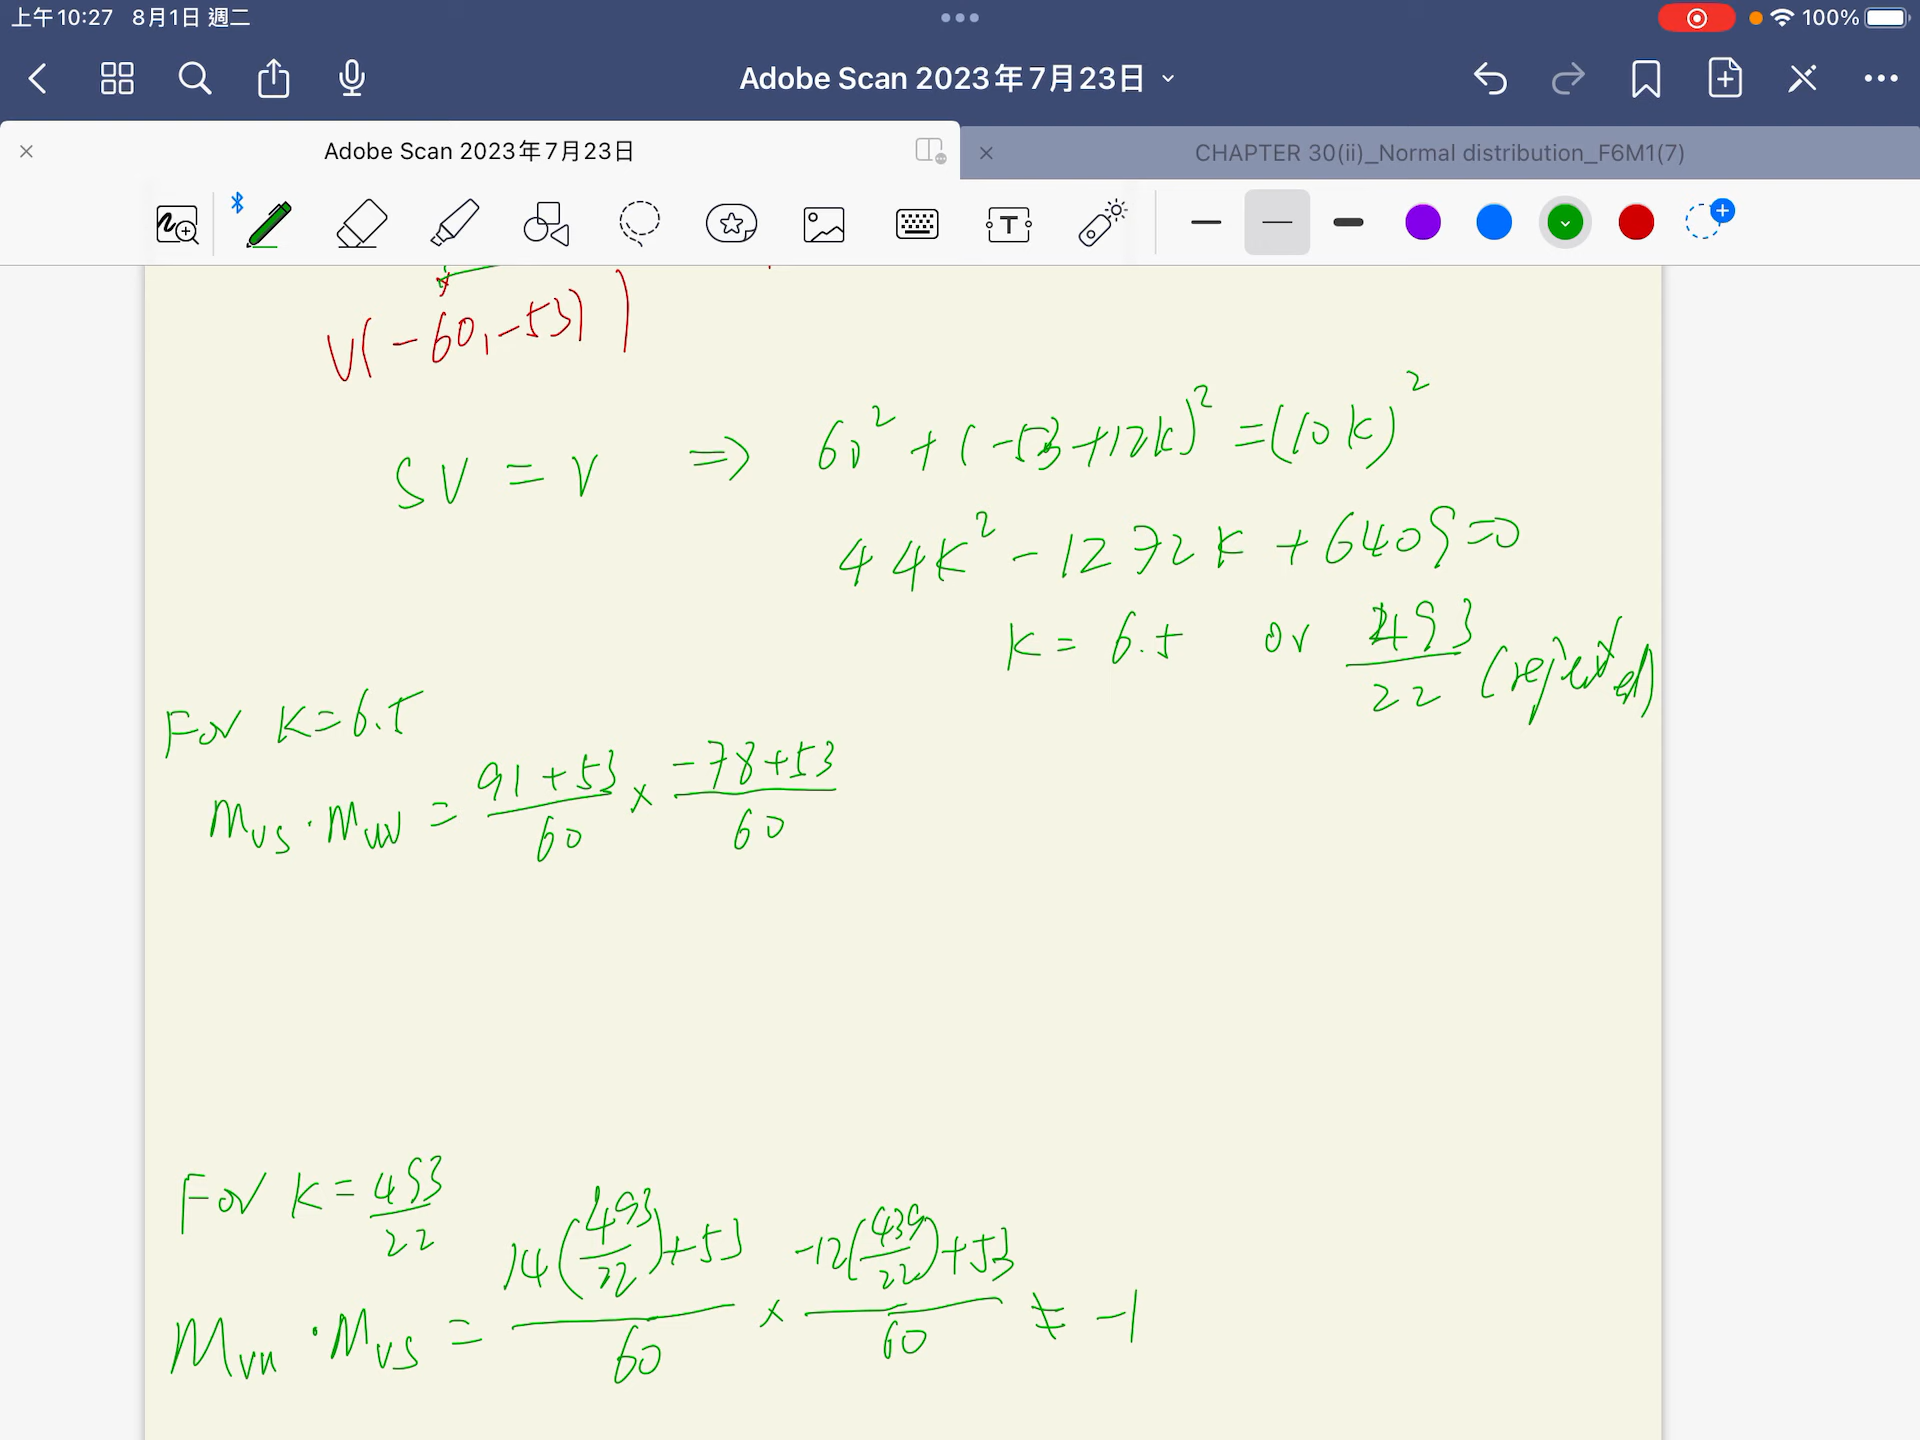 上午10:27 8月1日 週二
100%
Adobe Scan 2023年7月23日
Adobe Scan 2023年7月23日
CHAPTER 30(ii)_Normal distribution_F6M1(7)
V(-60,-53)
SV = r ⇒ 60² + (-53+12k)² = (10k)²
44k² - 1272k + 6409 = 0
k = 6.5 or 493/22 (rejected)
For k = 6.5
m_VS · m_UV = (91+53)/60 × (-78+53)/60
For k = 493/22
m_VU · m_VS = (14(493/22)+53)/60 × (-12(439/22)+53)/60 ≠ -1